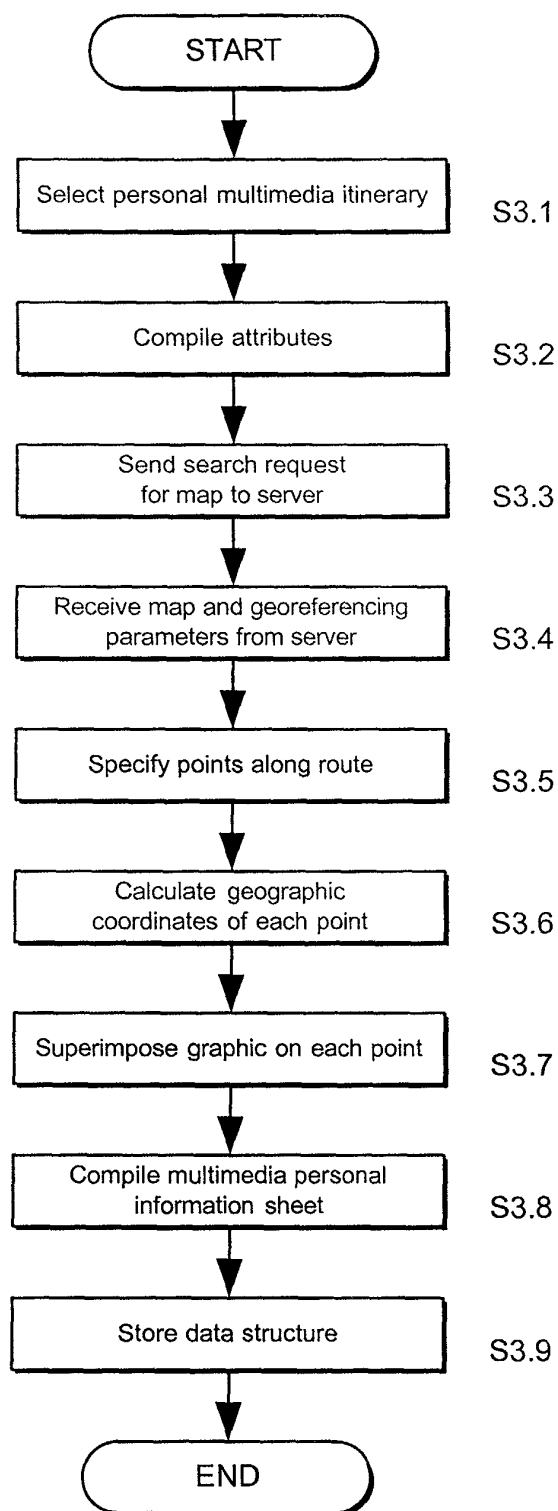 START
Select personal multimedia itinerary
S3.1
Compile attributes
S3.2
Send search request
for map to server
S3.3
Receive map and georeferencing
parameters from server
S3.4
Specify points along route
S3.5
Calculate geographic
coordinates of each point
S3.6
Superimpose graphic on each point
S3.7
Compile multimedia personal
information sheet
S3.8
Store data structure
S3.9
END